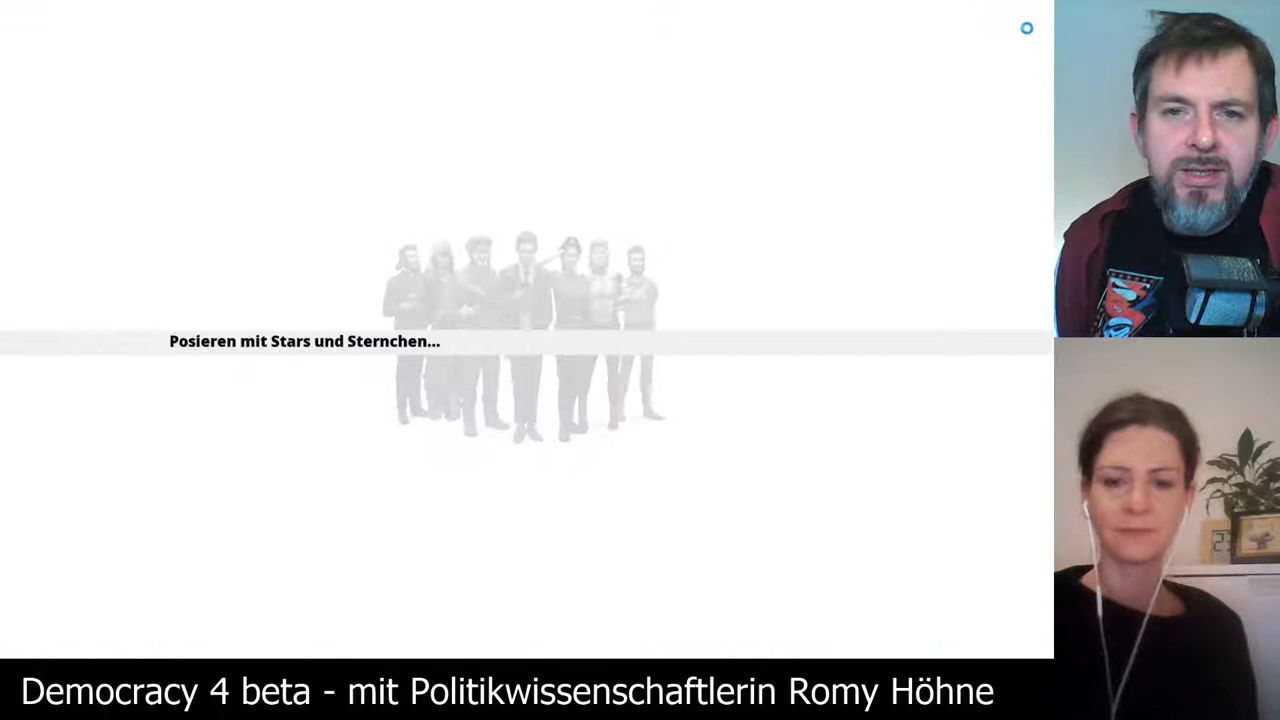 Posieren mit Stars und Sternchen...
Democracy 4 beta - mit Politikwissenschaftlerin Romy Höhne